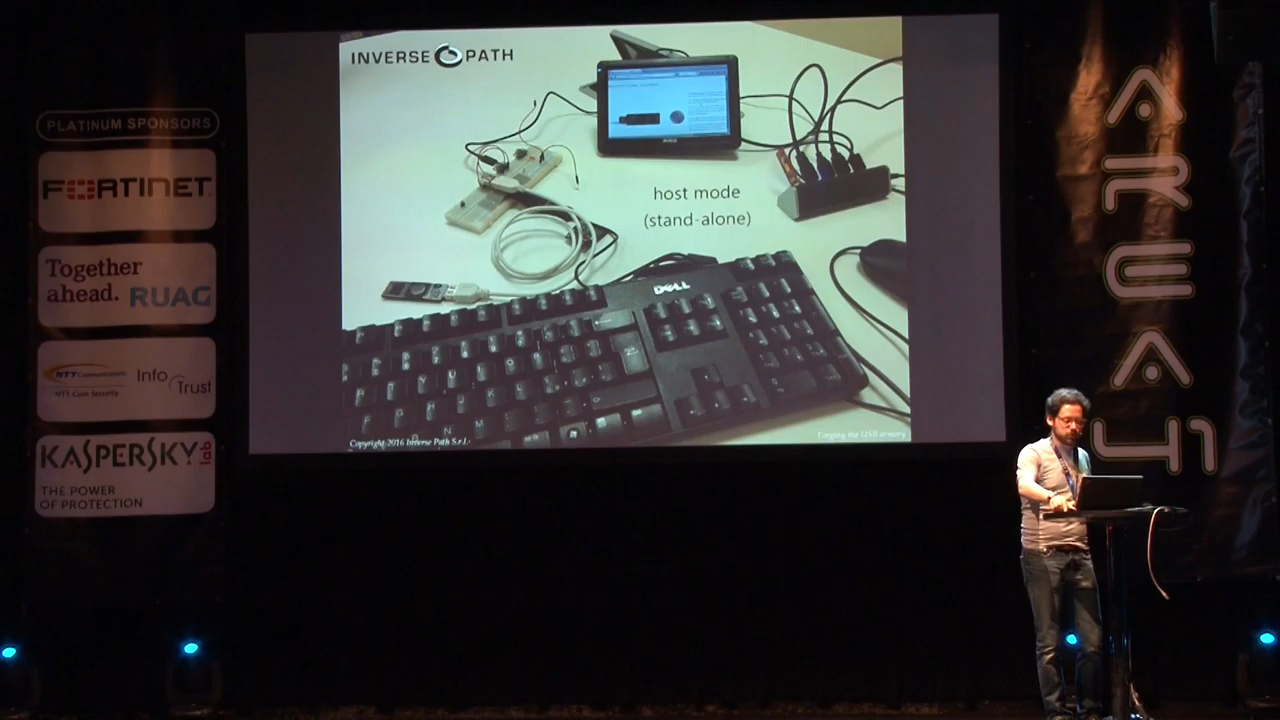 PLATINUM SPONSORS
FORTINET
Together
ahead. RUAG
NTT Communications
NTT Com Security
Info
Trust
KASPERSKY lab
THE POWER
OF PROTECTION
INVERSE PATH
host mode
(stand-alone)
DELL
Copyright 2016 Inverse Path S.r.l.
Forging the USB armory
AREA41